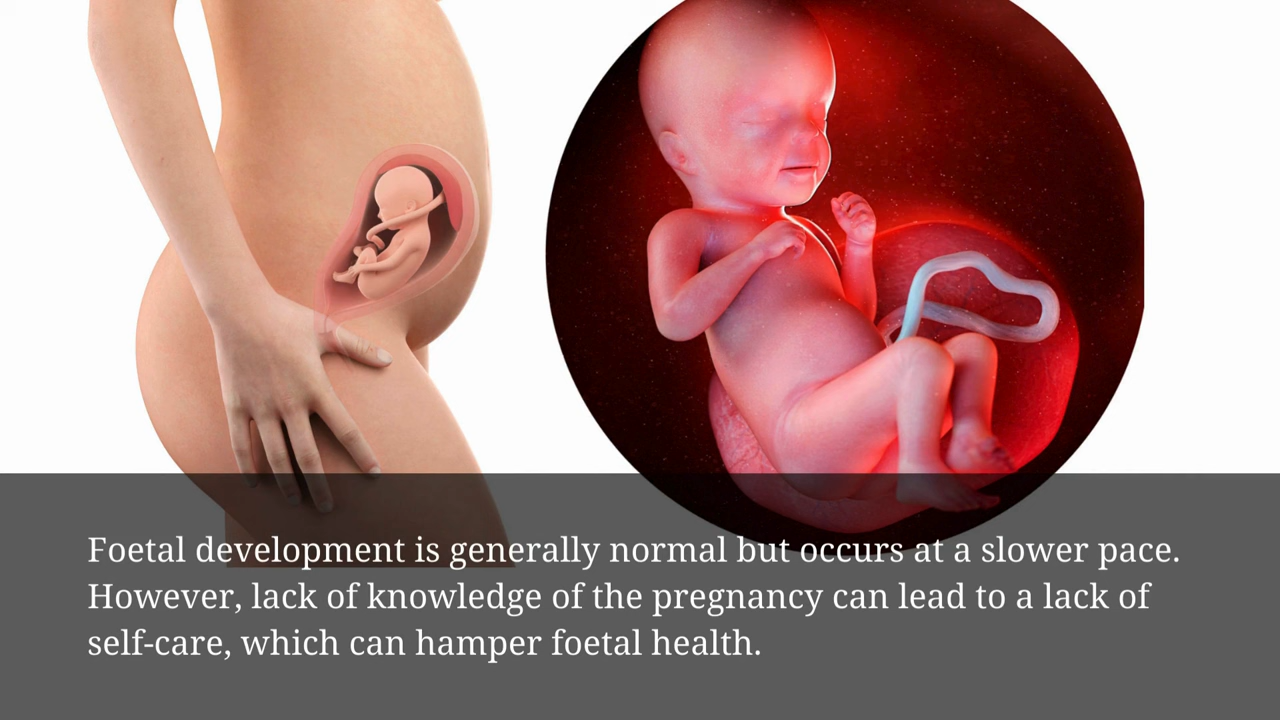 Foetal development is generally normal but occurs at a slower pace.
However, lack of knowledge of the pregnancy can lead to a lack of
self-care, which can hamper foetal health.